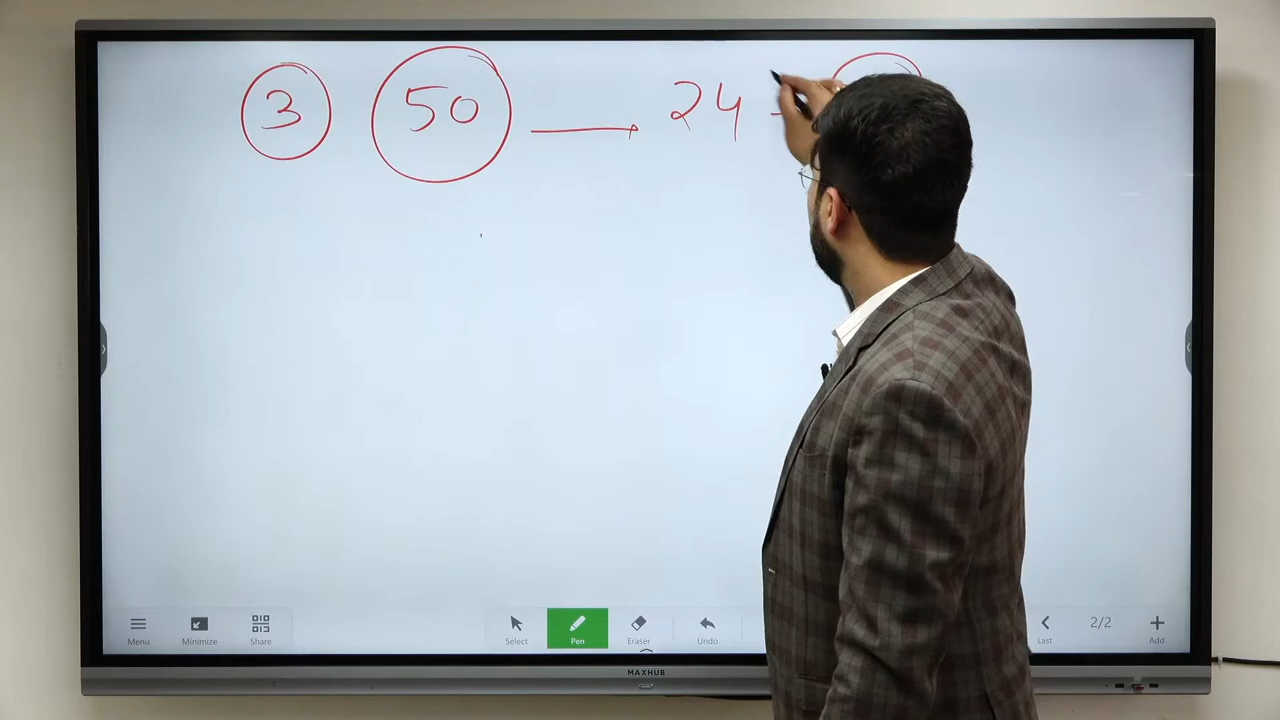 3 50 → 24
Menu Minimize Share Select Pen Eraser Undo Last 2/2 Add
MAXHUB